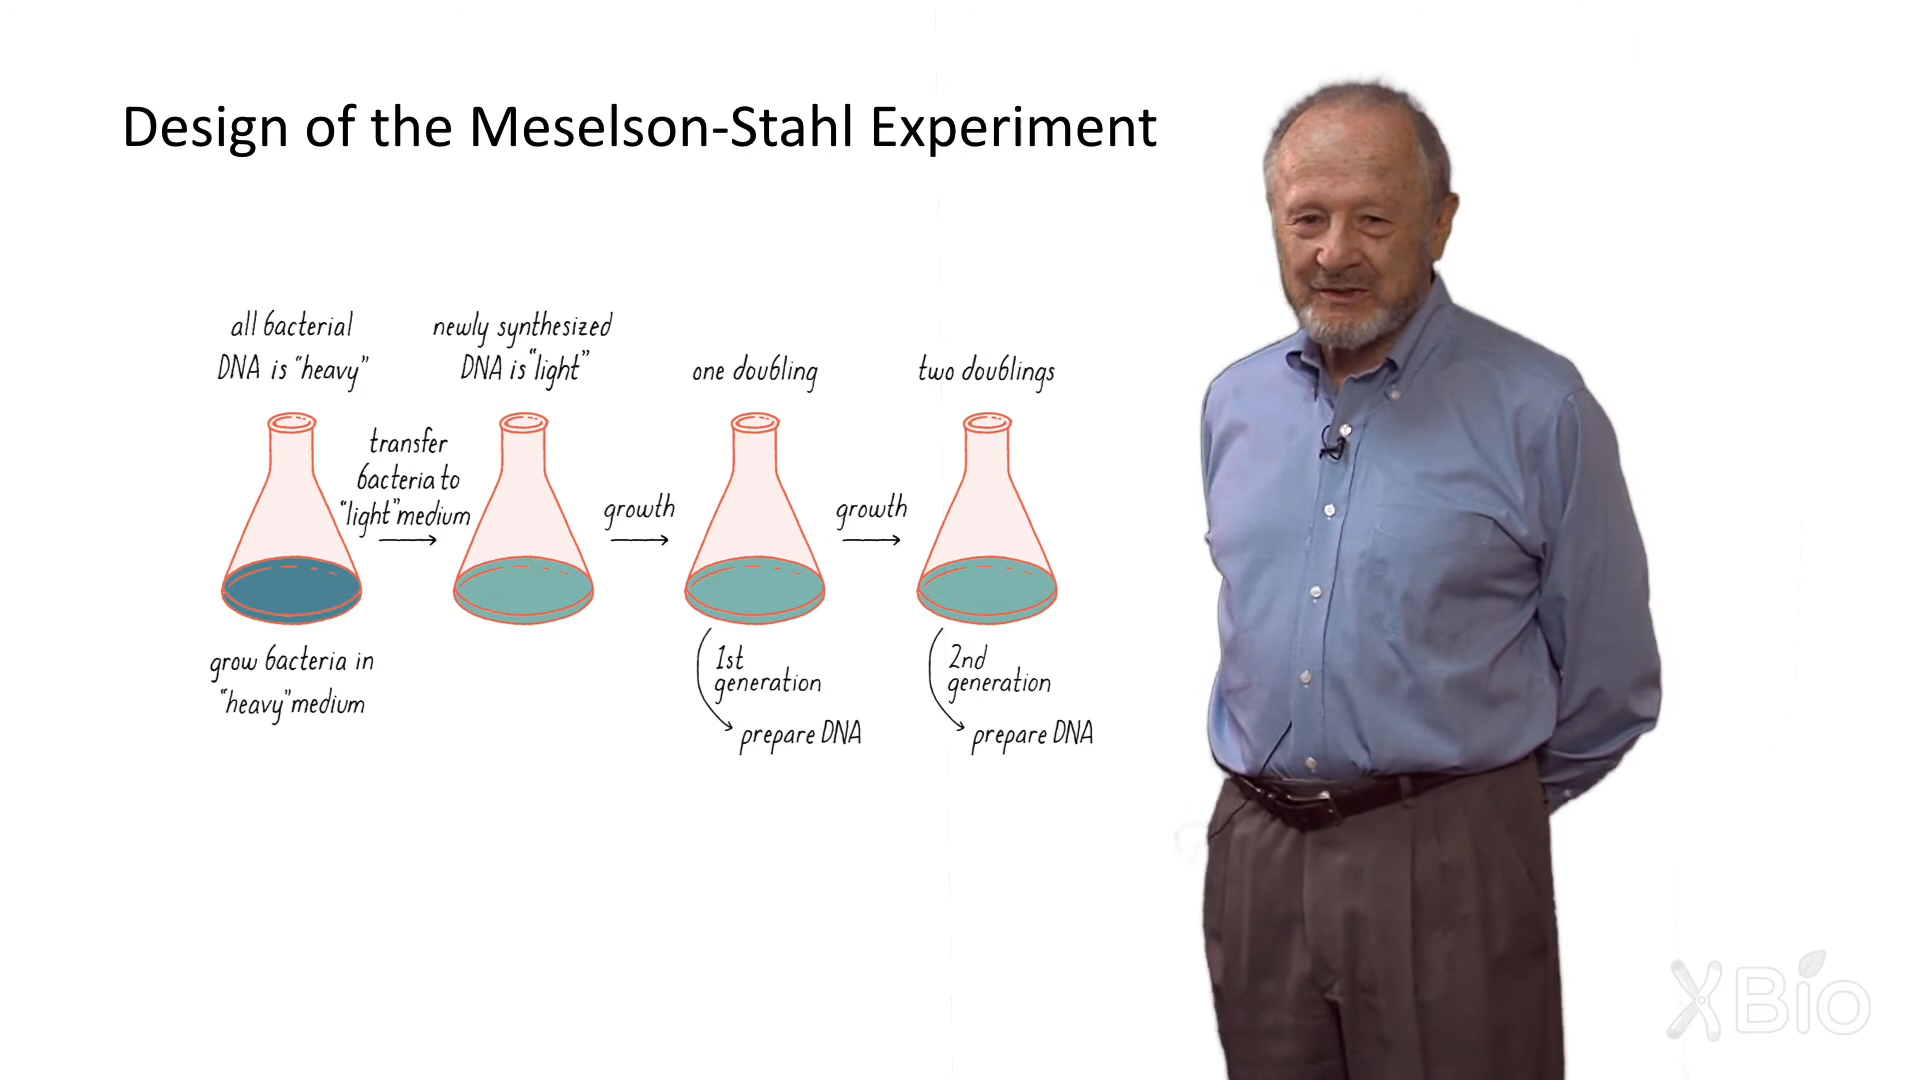 Design of the Meselson-Stahl Experiment
all bacterial
DNA is "heavy"
newly synthesized
DNA is "light"
one doubling
two doublings
transfer
bacteria to
"light" medium
growth
growth
grow bacteria in
"heavy" medium
1st
generation
prepare DNA
2nd
generation
prepare DNA
XBio